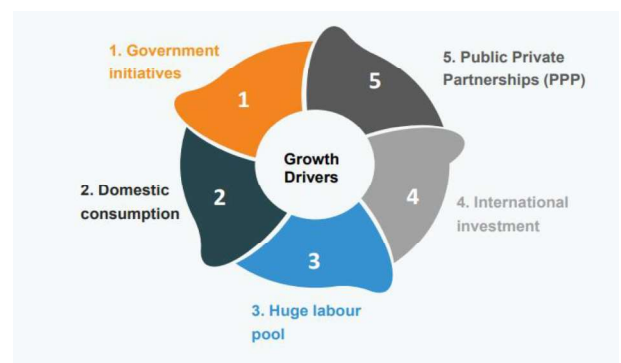 1. Government
initiatives
1
5
5. Public Private
Partnerships (PPP)
Growth
Drivers
2. Domestic
consumption
2
4
4. International
investment
3
3. Huge labour
pool